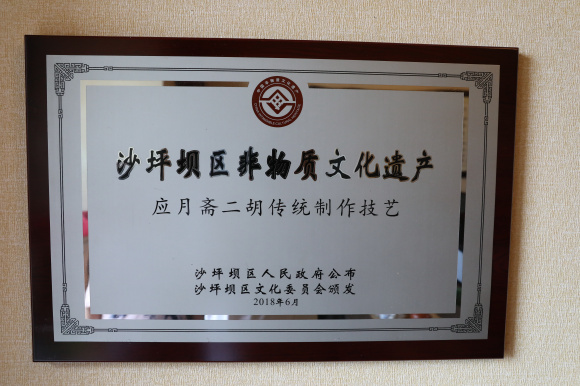 沙坪坝区非物质文化遗产
应月斋二胡传统制作技艺
沙坪坝区人民政府公布
沙坪坝区文化委员会颁发
2018年6月